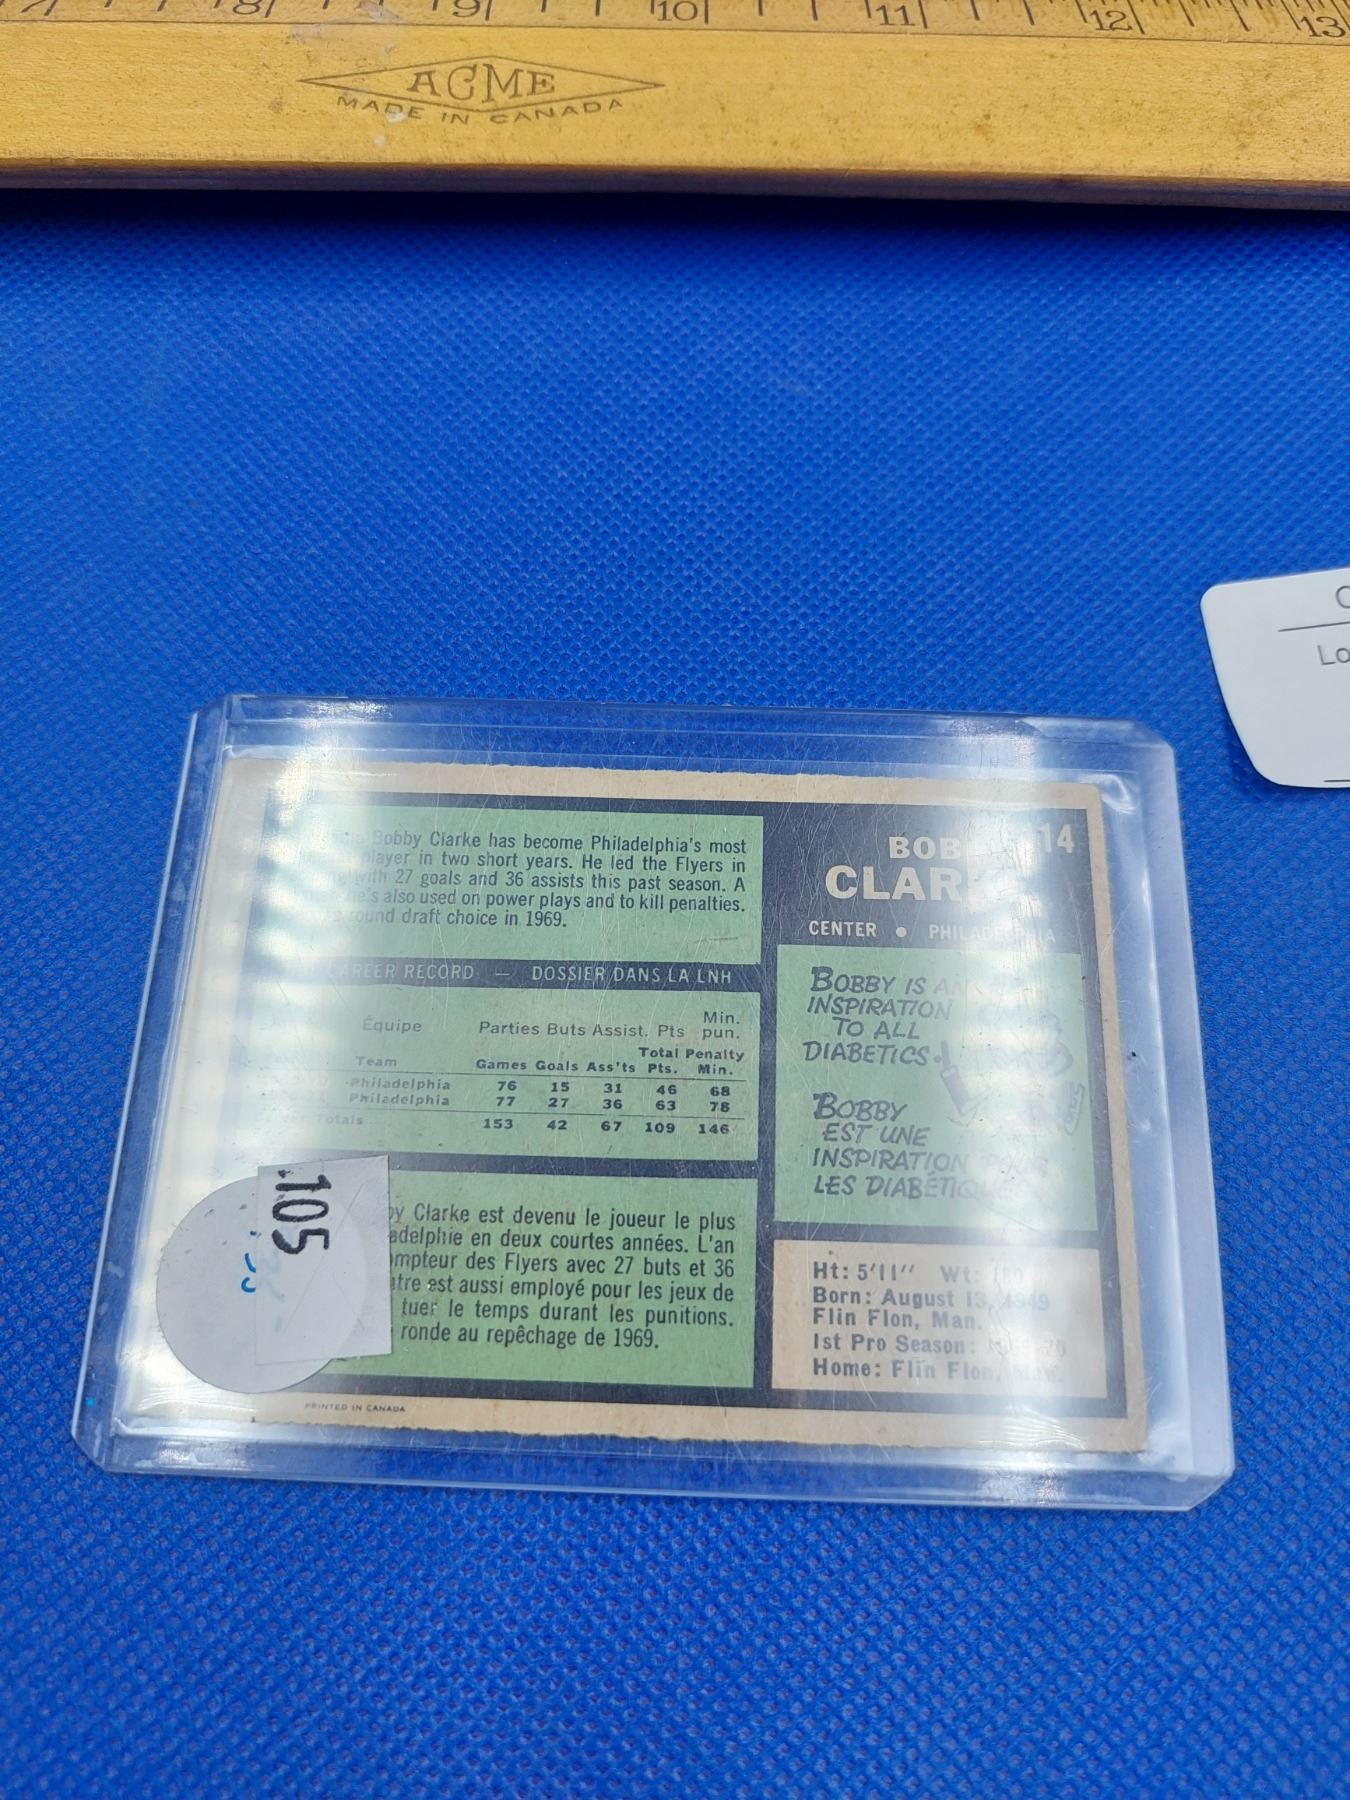 7 8 9 10 11 12 13
ACME
MADE IN CANADA
Lo
Bobby Clarke has become Philadelphia's most
player in two short years. He led the Flyers in
with 27 goals and 36 assists this past season. A
he's also used on power plays and to kill penalties.
round draft choice in 1969.
CAREER RECORD — DOSSIER DANS LA LNH
Équipe Parties Buts Assist. Pts Min. pun.
Team Games Goals Ass'ts Total Pts. Penalty Min.
Philadelphia 76 15 31 46 68
Philadelphia 77 27 36 63 78
Totals 153 42 67 109 146
Clarke est devenu le joueur le plus
en deux courtes années. L'an
des Flyers avec 27 buts et 36
est aussi employé pour les jeux de
tuer le temps durant les punitions.
ronde au repêchage de 1969.
PRINTED IN CANADA
105
14
CLARK
CENTER • PHILADELPHIA
BOBBY IS AN
INSPIRATION
TO ALL
DIABETICS.
BOBBY
EST UNE
INSPIRATION
LES
Ht: 5'11" Wt:
Born: August 13, 1949
Flin Flon, Man.
1st Pro Season:
Home: Flin Flon,